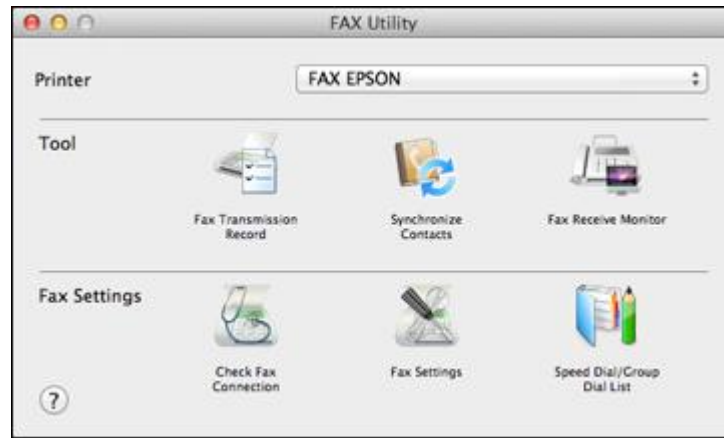 FAX Utility
Printer
FAX EPSON
Tool
Fax Transmission
Record
Synchronize
Contacts
Fax Receive Monitor
Fax Settings
Check Fax
Connection
Fax Settings
Speed Dial/Group
Dial List
?